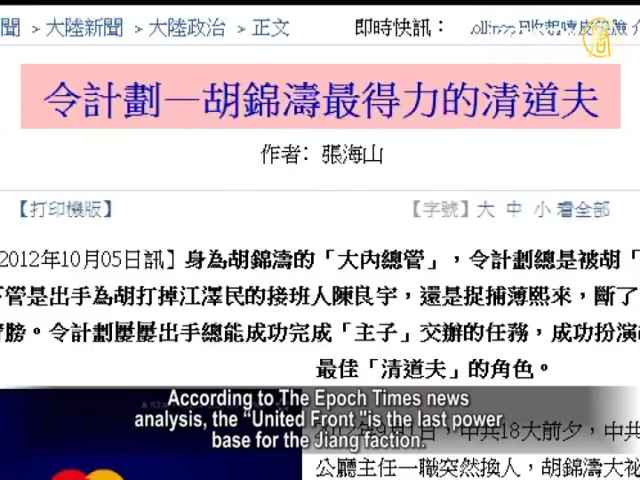 聞 > 大陸新聞 > 大陸政治 > 正文 即時快訊：
令計劃—胡錦濤最得力的清道夫
作者: 張海山
【打印機版】 【字號】大 中 小 看全部
2012年10月05日訊】身為胡錦濤的「大內總管」，令計劃總是被胡「
管是出手為胡打掉江澤民的接班人陳良宇，還是捉捕薄熙來，斷了
膀。令計劃屢屢出手總能成功完成「主子」交辦的任務，成功扮演
最佳「清道夫」的角色。
According to The Epoch Times news
analysis, the “United Front "is the last power
base for the Jiang faction.
中共18大前夕，中共
公廳主任一職突然換人，胡錦濤大祕